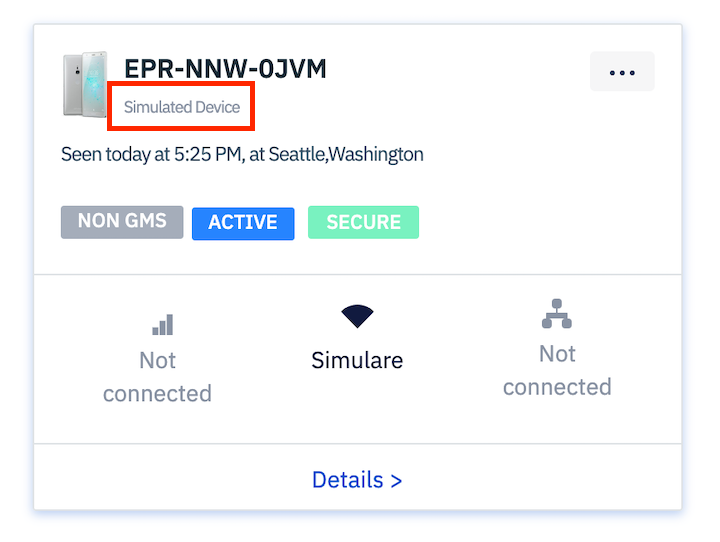 EPR-NNW-0JVM
Simulated Device
Seen today at 5:25 PM, at Seattle,Washington
NON GMS ACTIVE SECURE
Not connected
Simulare
Not connected
Details >